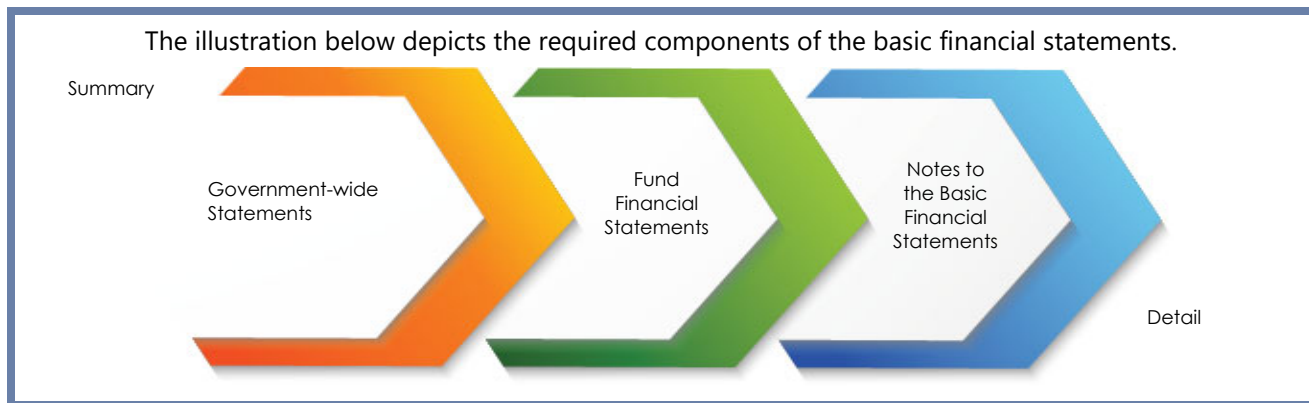 The illustration below depicts the required components of the basic financial statements.
Summary
Government-wide
Statements
Fund
Financial
Statements
Notes to
the Basic
Financial
Statements
Detail